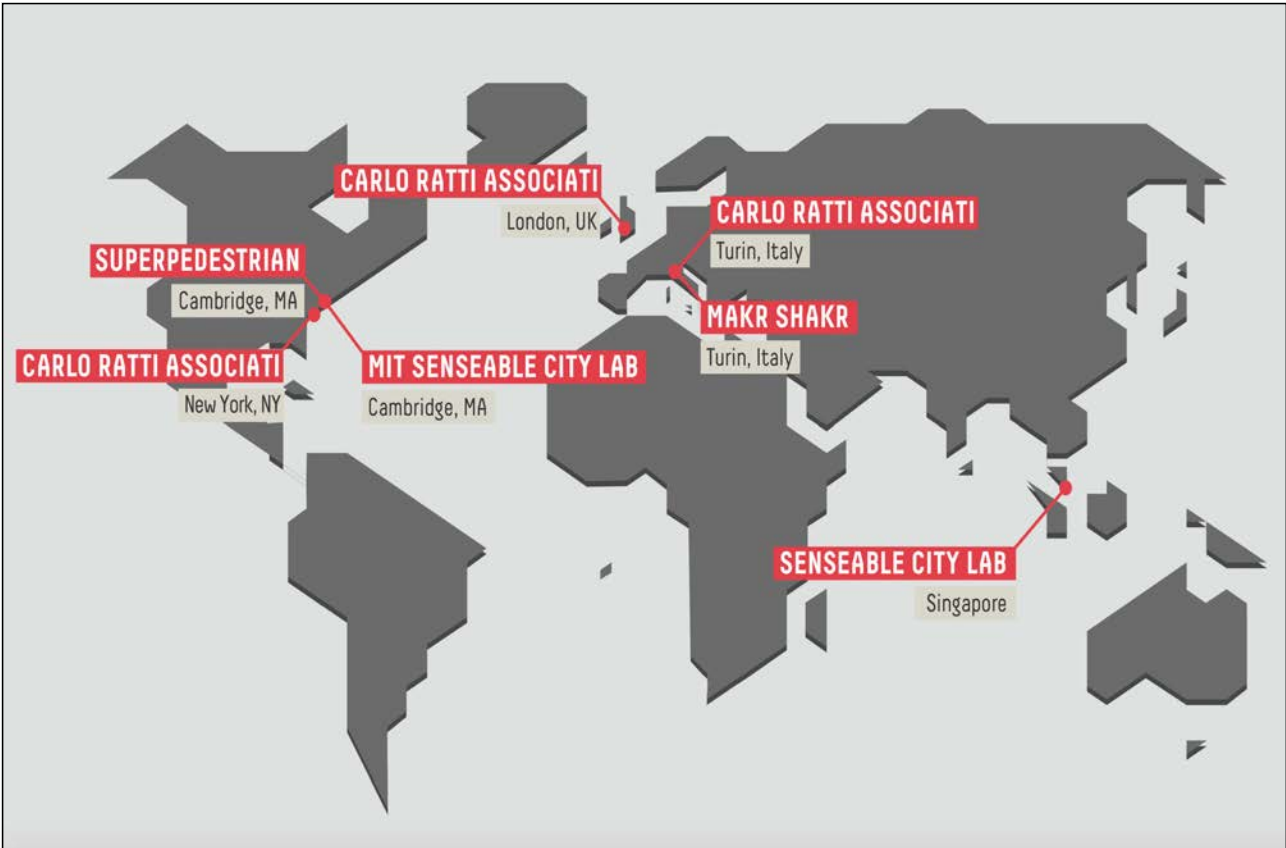 CARLO RATTI ASSOCIATI
London, UK
CARLO RATTI ASSOCIATI
Turin, Italy
SUPERPEDESTRIAN
Cambridge, MA
MAKR SHAKR
Turin, Italy
CARLO RATTI ASSOCIATI
New York, NY
MIT SENSEABLE CITY LAB
Cambridge, MA
SENSEABLE CITY LAB
Singapore